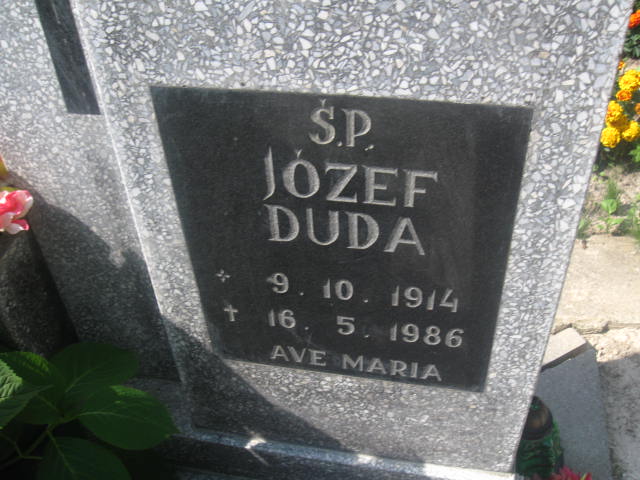 Ś.P.
JÓZEF
DUDA
9. 10. 1914
16. 5. 1986
AVE MARIA